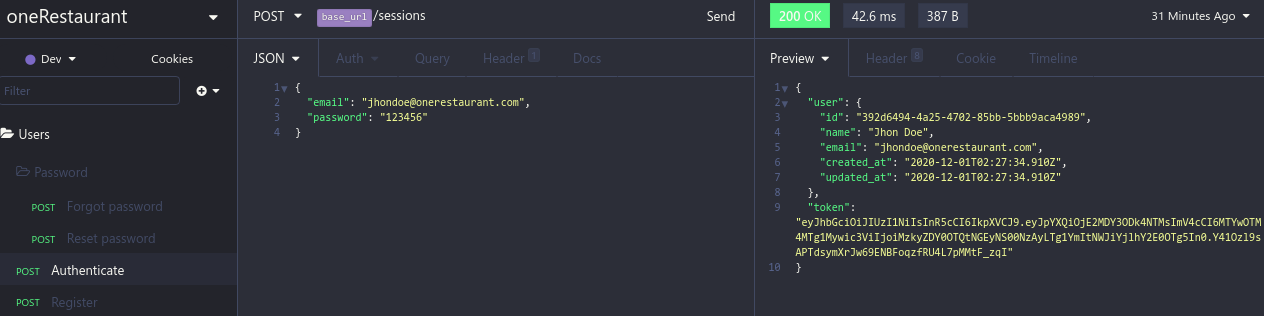 oneRestaurant
POST base_url /sessions Send
200 OK 42.6 ms 387 B 31 Minutes Ago
Dev Cookies
JSON Auth Query Header 1 Docs
Preview Header 8 Cookie Timeline
Filter
Users
Password
POST Forgot password
POST Reset password
POST Authenticate
POST Register
1 {
2 "email": "jhondoe@onerestaurant.com",
3 "password": "123456"
4 }
1 {
2 "user": {
3 "id": "392d6494-4a25-4702-85bb-5bbb9aca4989",
4 "name": "Jhon Doe",
5 "email": "jhondoe@onerestaurant.com",
6 "created_at": "2020-12-01T02:27:34.910Z",
7 "updated_at": "2020-12-01T02:27:34.910Z"
8 },
9 "token":
"eyJhbGciOiJIUzI1NiIsInR5cCI6IkpXVCJ9.eyJpYXQiOjE2MDY3ODk4NTMsImV4cCI6MTYwOTM
4MTg1Mywic3ViIjoiMzkyZDY0OTQtNGEyNS00NzAyLTg1YmItNWJiYjlhY2E0OTg5In0.Y41Ozl9s
APTdsymXrJw69ENBFoqzfRU4L7pMMtF_zqI"
10 }